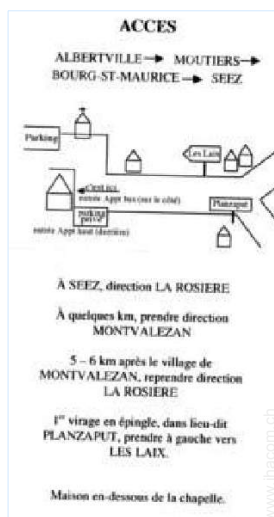 ACCES
ALBERTVILLE → MOUTIERS →
BOURG-ST-MAURICE → SEEZ
Parking
Les Laix
c'est ici
entrée Appt bas (sur le côté)
parking
privé
Planzaput
entrée Appt haut (derrière)
À SEEZ, direction LA ROSIERE
À quelques km, prendre direction
MONTVALEZAN
5 – 6 km après le village de
MONTVALEZAN, reprendre direction
LA ROSIERE
1er virage en épingle, dans lieu-dit
PLANZAPUT, prendre à gauche vers
LES LAIX.
Maison en-dessous de la chapelle.
www.ihacom.ch